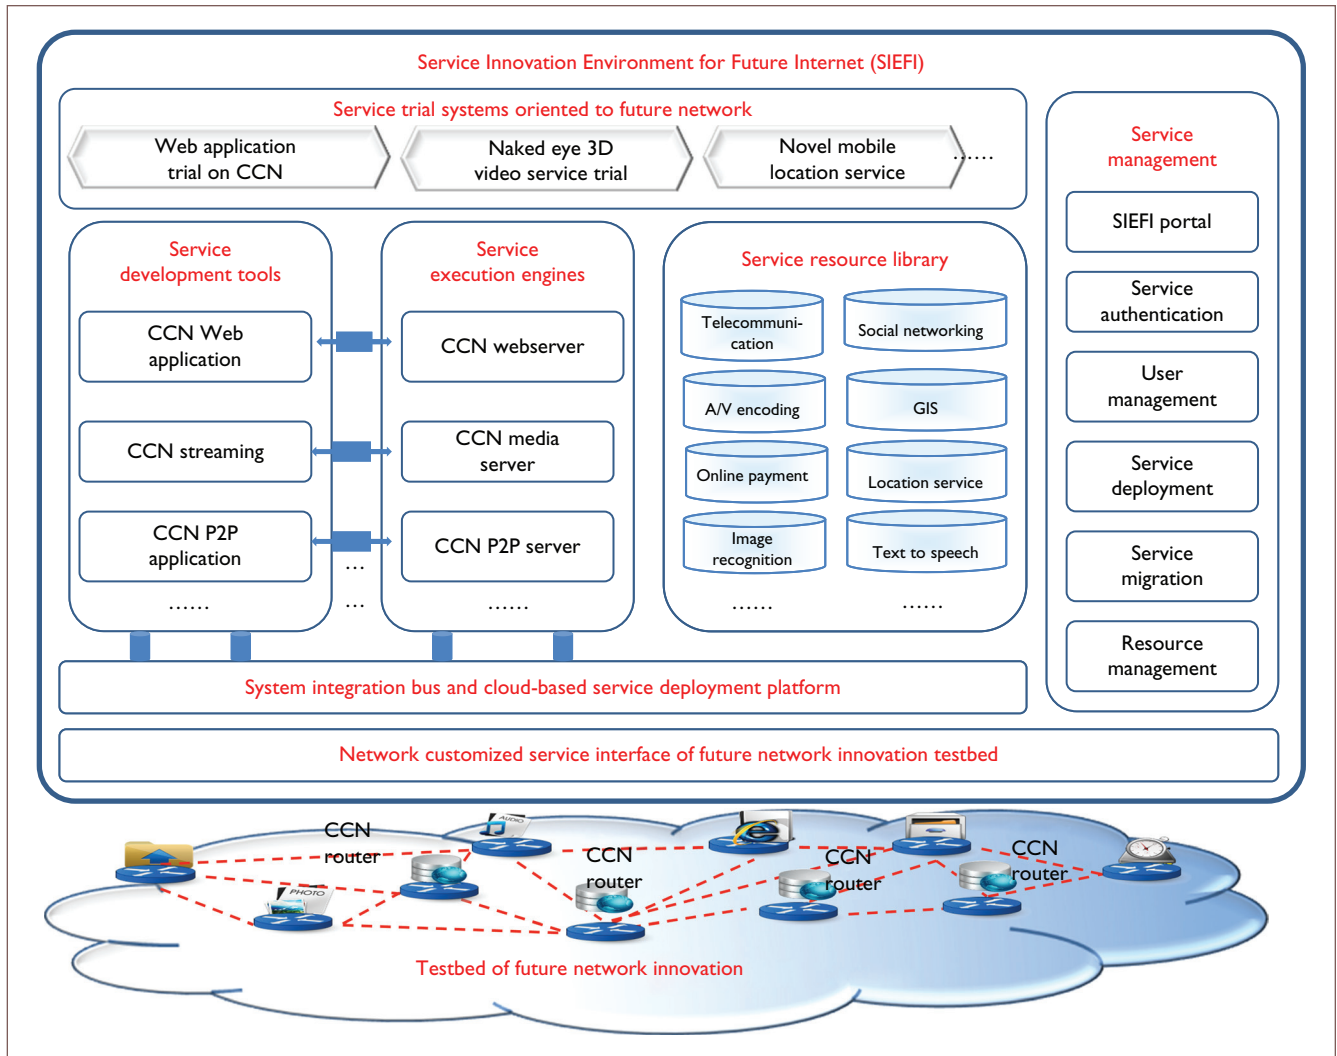 Service Innovation Environment for Future Internet (SIEFI)
Service trial systems oriented to future network
Web application
trial on CCN
Naked eye 3D
video service trial
Novel mobile
location service
......
Service
development tools
CCN Web
application
CCN streaming
CCN P2P
application
......
...
...
Service
execution engines
CCN webserver
CCN media
server
CCN P2P server
......
Service resource library
Telecommuni-
cation
Social networking
A/V encoding
GIS
Online payment
Location service
Image
recognition
Text to speech
......
......
Service
management
SIEFI portal
Service
authentication
User
management
Service
deployment
Service
migration
Resource
management
System integration bus and cloud-based service deployment platform
Network customized service interface of future network innovation testbed
CCN
router
AUDIO
CCN
router
CCN
router
CCN
router
PHOTO
Testbed of future network innovation